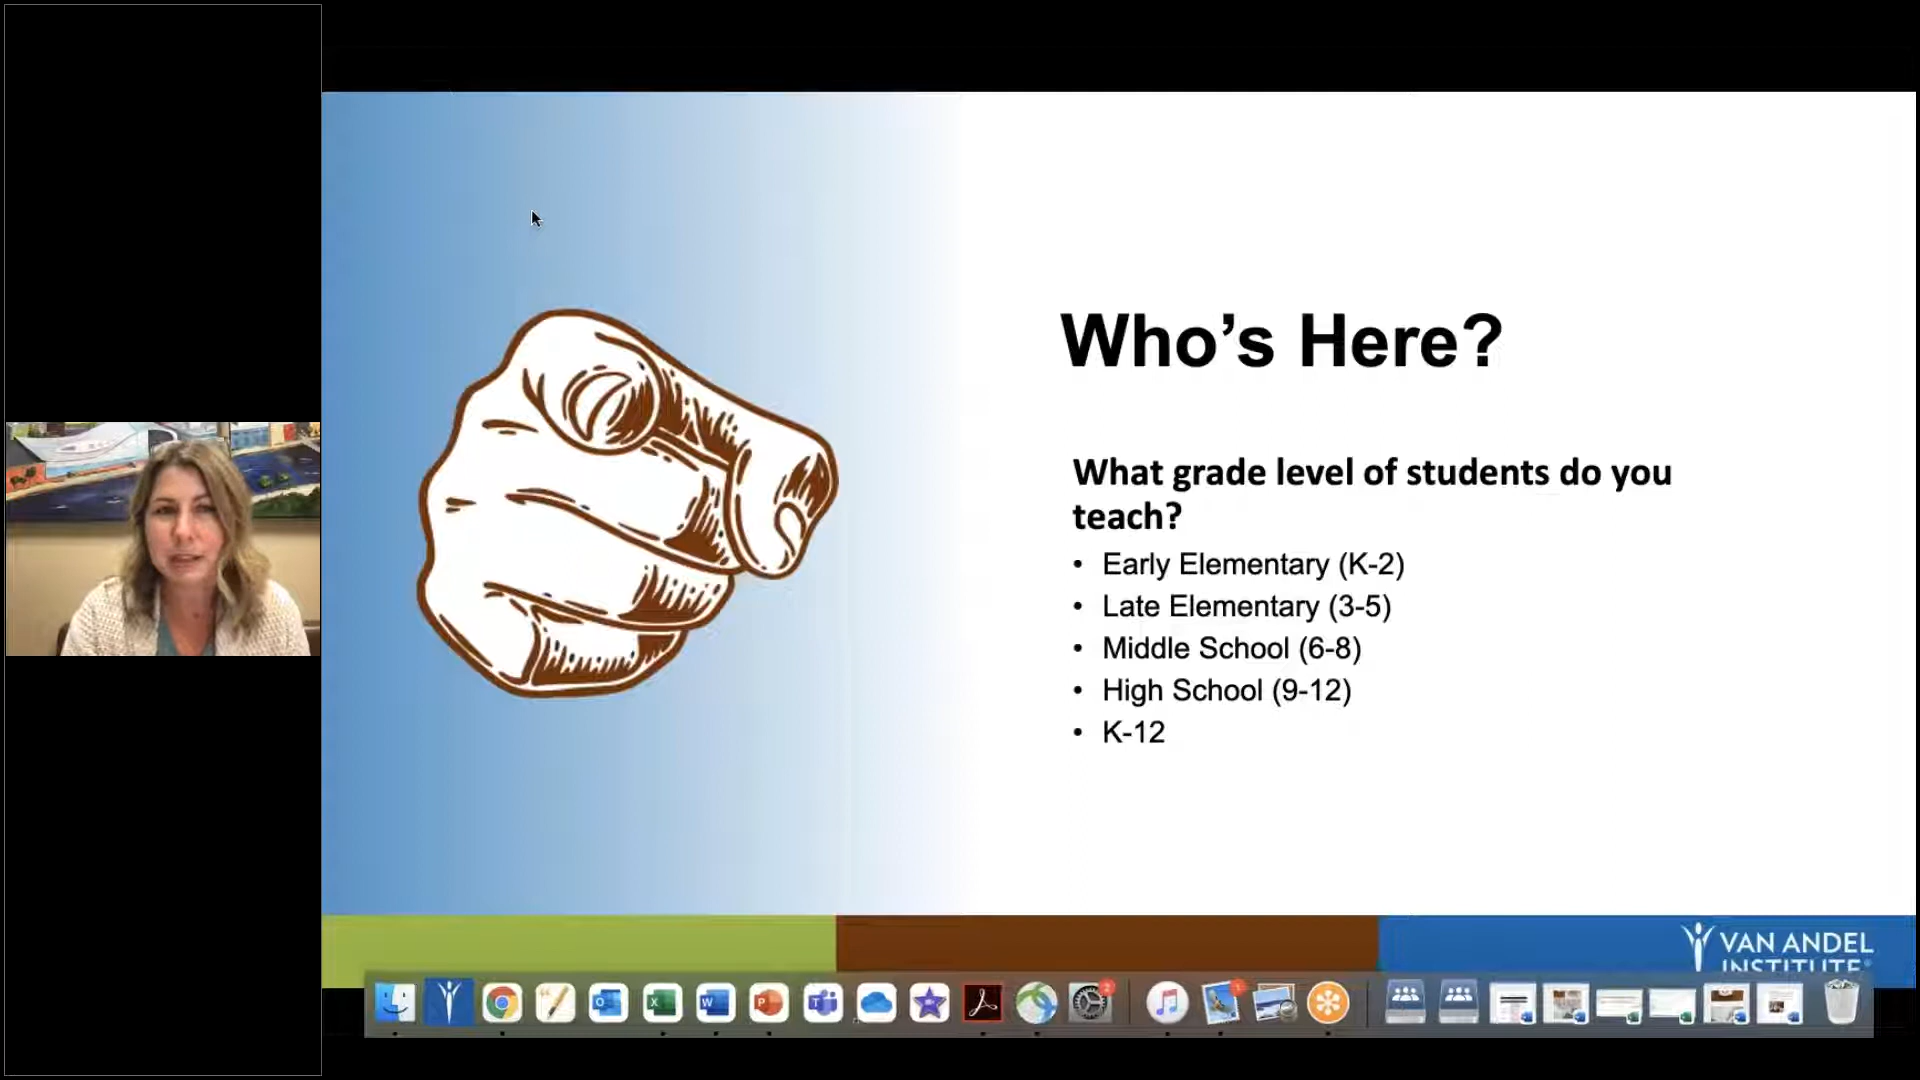 Who’s Here?
What grade level of students do you
teach?
• Early Elementary (K-2)
• Late Elementary (3-5)
• Middle School (6-8)
• High School (9-12)
• K-12
VAN ANDEL
INSTITUTE